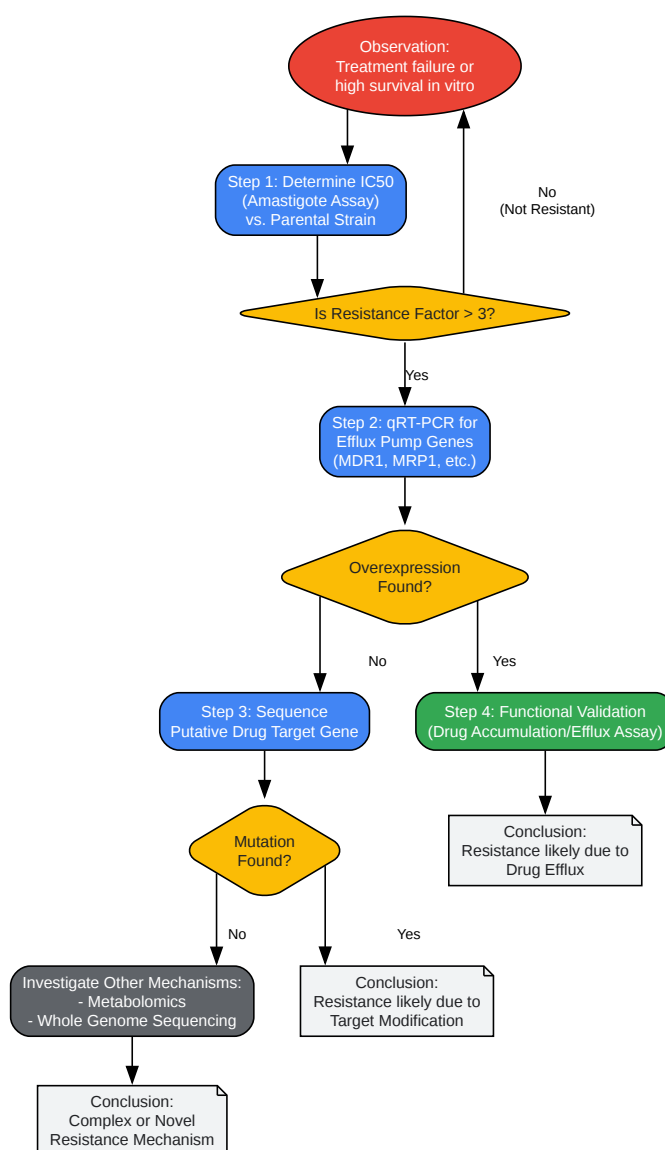 Observation:
Treatment failure or
high survival in vitro
Step 1: Determine IC50
(Amastigote Assay)
vs. Parental Strain
No
(Not Resistant)
Is Resistance Factor > 3?
Yes
Step 2: qRT-PCR for
Efflux Pump Genes
(MDR1, MRP1, etc.)
Overexpression
Found?
No
Yes
Step 3: Sequence
Putative Drug Target Gene
Step 4: Functional Validation
(Drug Accumulation/Efflux Assay)
Mutation
Found?
Conclusion:
Resistance likely due to
Drug Efflux
No
Yes
Investigate Other Mechanisms:
- Metabolomics
- Whole Genome Sequencing
Conclusion:
Resistance likely due to
Target Modification
Conclusion:
Complex or Novel
Resistance Mechanism